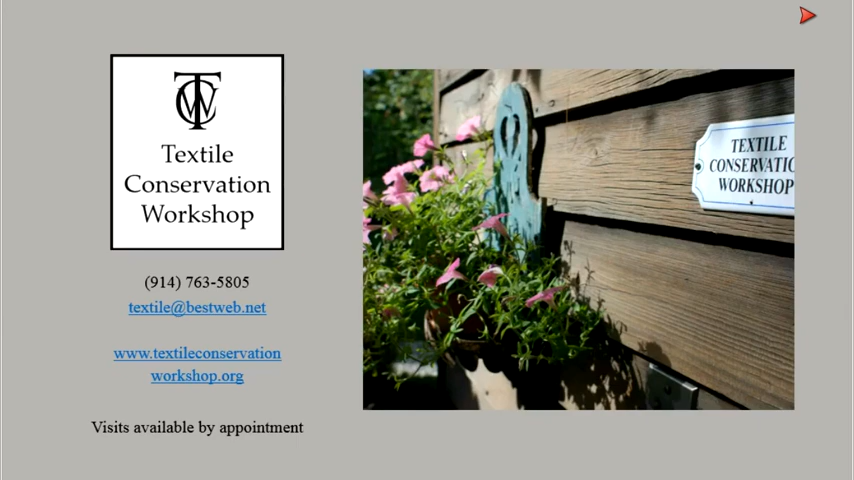 TCW
Textile
Conservation
Workshop
(914) 763-5805
textile@bestweb.net
www.textileconservation
workshop.org
Visits available by appointment
TEXTILE
CONSERVATIO
WORKSHOP